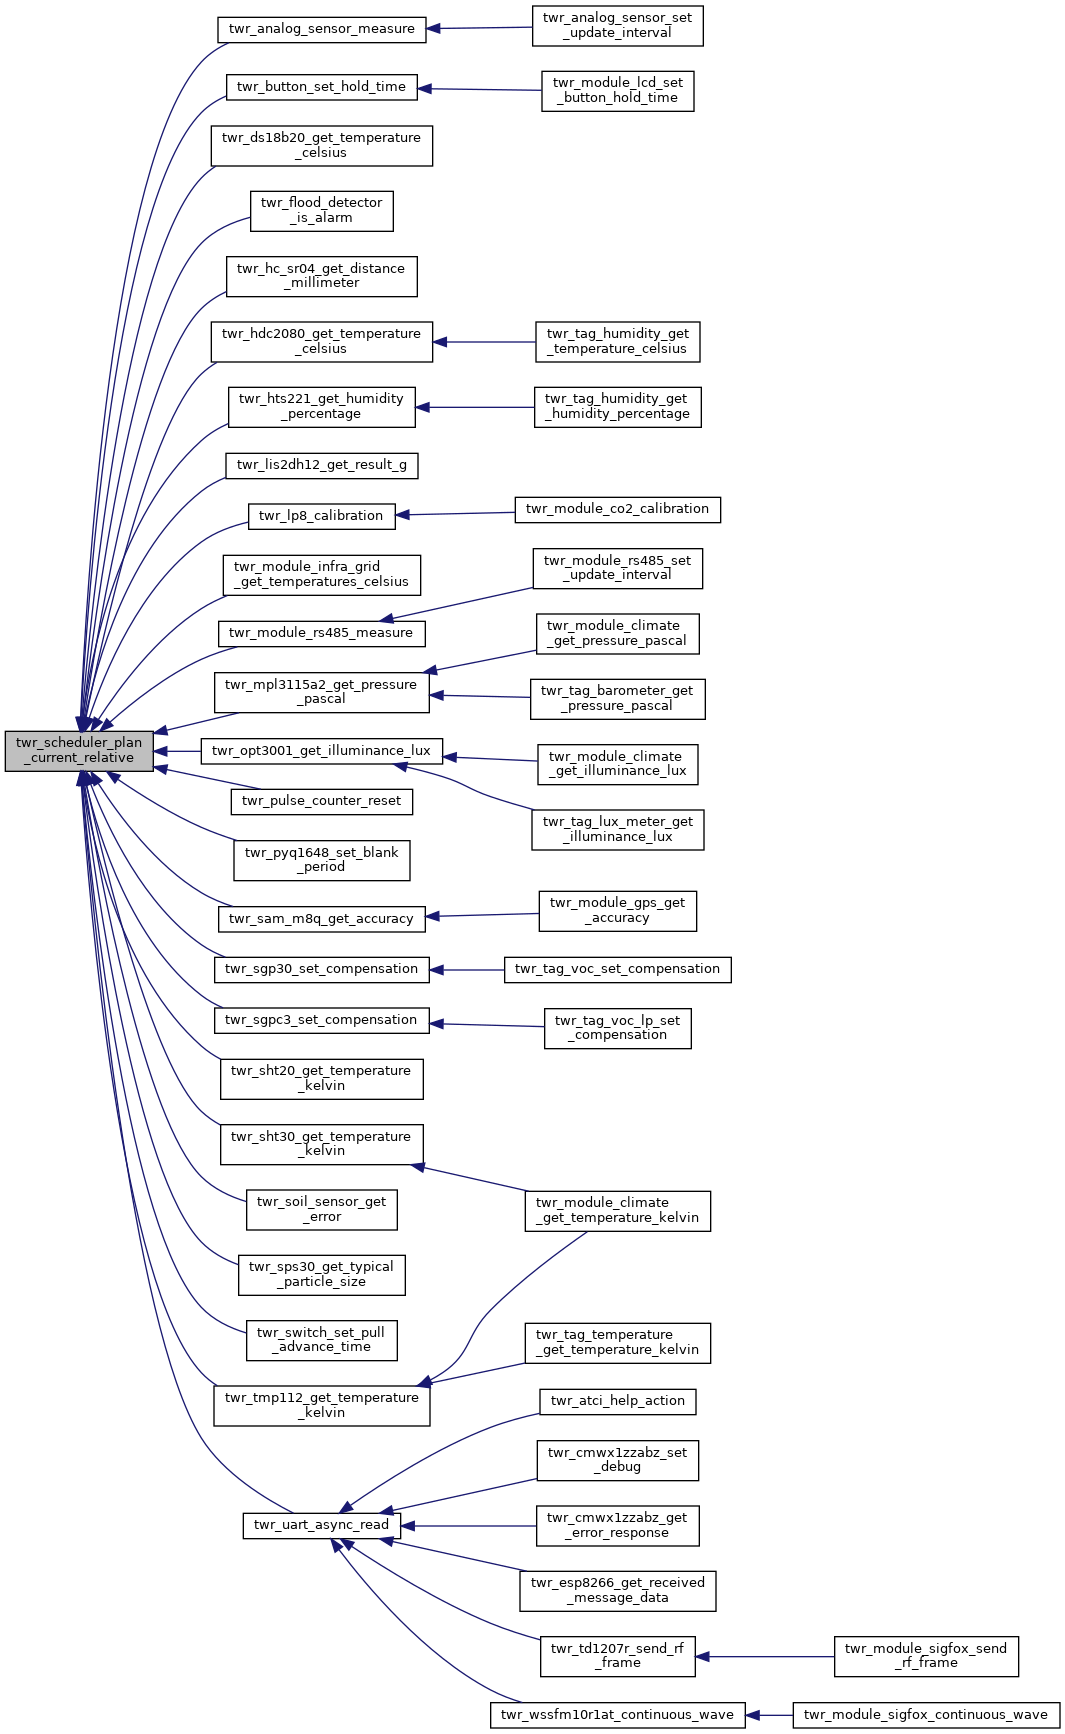 twr_analog_sensor_measure
twr_analog_sensor_set
_update_interval
twr_button_set_hold_time
twr_module_lcd_set
_button_hold_time
twr_ds18b20_get_temperature
_celsius
twr_flood_detector
_is_alarm
twr_hc_sr04_get_distance
_millimeter
twr_hdc2080_get_temperature
_celsius
twr_tag_humidity_get
_temperature_celsius
twr_hts221_get_humidity
_percentage
twr_tag_humidity_get
_humidity_percentage
twr_lis2dh12_get_result_g
twr_lp8_calibration
twr_module_co2_calibration
twr_module_infra_grid
_get_temperatures_celsius
twr_module_rs485_set
_update_interval
twr_module_rs485_measure
twr_module_climate
_get_pressure_pascal
twr_mpl3115a2_get_pressure
_pascal
twr_tag_barometer_get
_pressure_pascal
twr_scheduler_plan
_current_relative
twr_opt3001_get_illuminance_lux
twr_module_climate
_get_illuminance_lux
twr_pulse_counter_reset
twr_tag_lux_meter_get
_illuminance_lux
twr_pyq1648_set_blank
_period
twr_sam_m8q_get_accuracy
twr_module_gps_get
_accuracy
twr_sgp30_set_compensation
twr_tag_voc_set_compensation
twr_sgpc3_set_compensation
twr_tag_voc_lp_set
_compensation
twr_sht20_get_temperature
_kelvin
twr_sht30_get_temperature
_kelvin
twr_soil_sensor_get
_error
twr_module_climate
_get_temperature_kelvin
twr_sps30_get_typical
_particle_size
twr_switch_set_pull
_advance_time
twr_tag_temperature
_get_temperature_kelvin
twr_tmp112_get_temperature
_kelvin
twr_atci_help_action
twr_cmwx1zzabz_set
_debug
twr_uart_async_read
twr_cmwx1zzabz_get
_error_response
twr_esp8266_get_received
_message_data
twr_td1207r_send_rf
_frame
twr_module_sigfox_send
_rf_frame
twr_wssfm10r1at_continuous_wave
twr_module_sigfox_continuous_wave